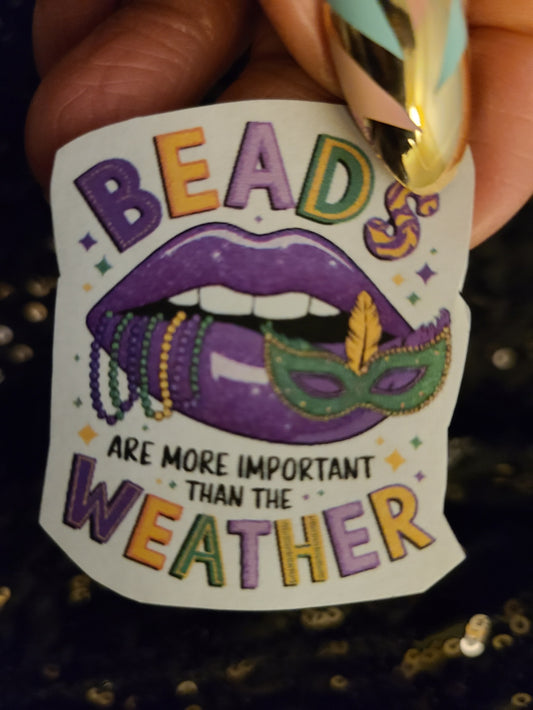 BEADS
ARE MORE IMPORTANT
THAN THE
WEATHER